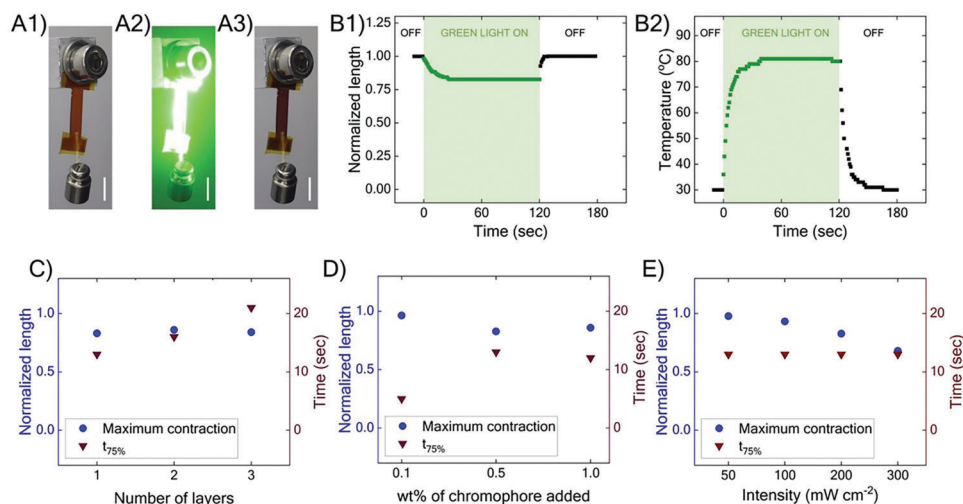 A1) A2) A3)
B1)
Normalized length
1.25
1.00
0.75
0.50
0.25
0.00
OFF GREEN LIGHT ON OFF
0 60 120 180
Time (sec)
B2)
Temperature (°C)
90
80
70
60
50
40
30
OFF GREEN LIGHT ON OFF
0 60 120 180
Time (sec)
C)
Normalized length
1.0
0.5
0.0
Maximum contraction
t75%
1 2 3
Number of layers
20
10
0
Time (sec)
D)
Normalized length
1.0
0.5
0.0
Maximum contraction
t75%
0.1 0.5 1.0
wt% of chromophore added
20
10
0
Time (sec)
E)
Normalized length
1.0
0.5
0.0
Maximum contraction
t75%
50 100 200 300
Intensity (mW cm-2)
20
10
0
Time (sec)